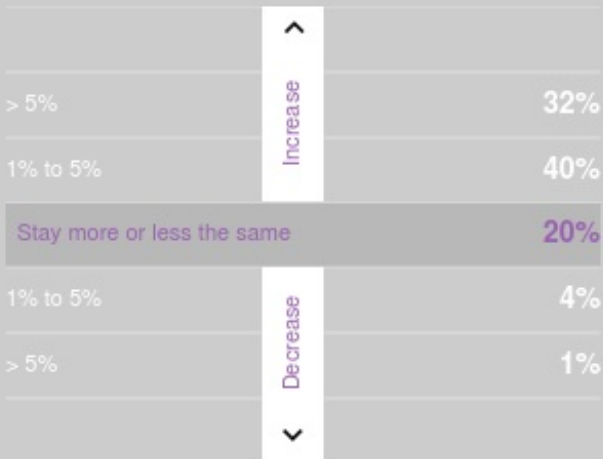 > 5% 32%
Increase
1% to 5% 40%
Stay more or less the same 20%
1% to 5% 4%
Decrease
> 5% 1%